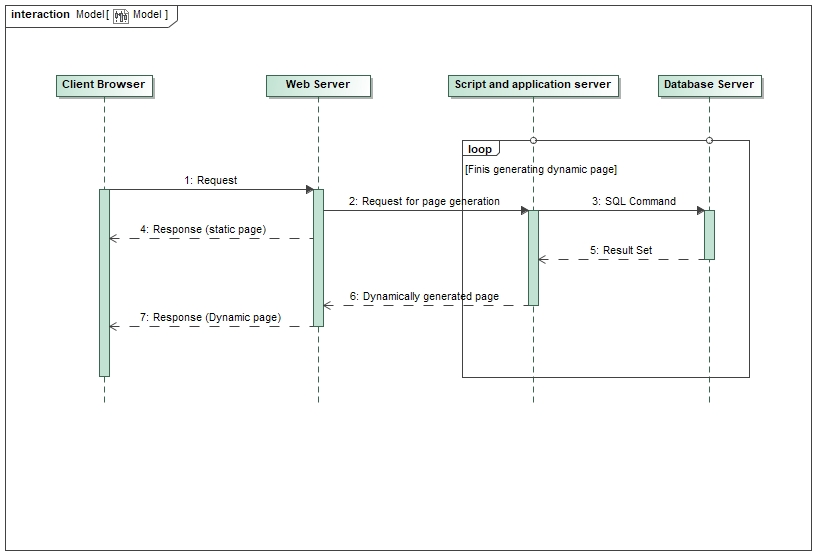 interaction Model[ Model ]
Client Browser
Web Server
Script and application server
Database Server
loop
[Finis generating dynamic page]
1: Request
2: Request for page generation
3: SQL Command
4: Response (static page)
5: Result Set
6: Dynamically generated page
7: Response (Dynamic page)